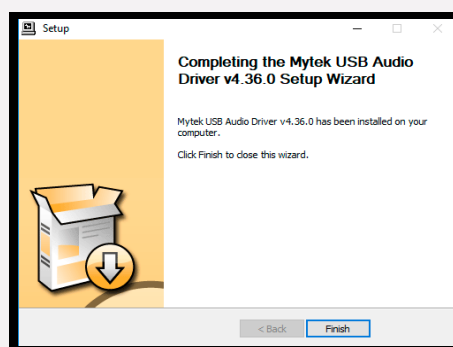 Setup
Completing the Mytek USB Audio
Driver v4.36.0 Setup Wizard
Mytek USB Audio Driver v4.36.0 has been installed on your
computer.
Click Finish to close this wizard.
< Back
Finish